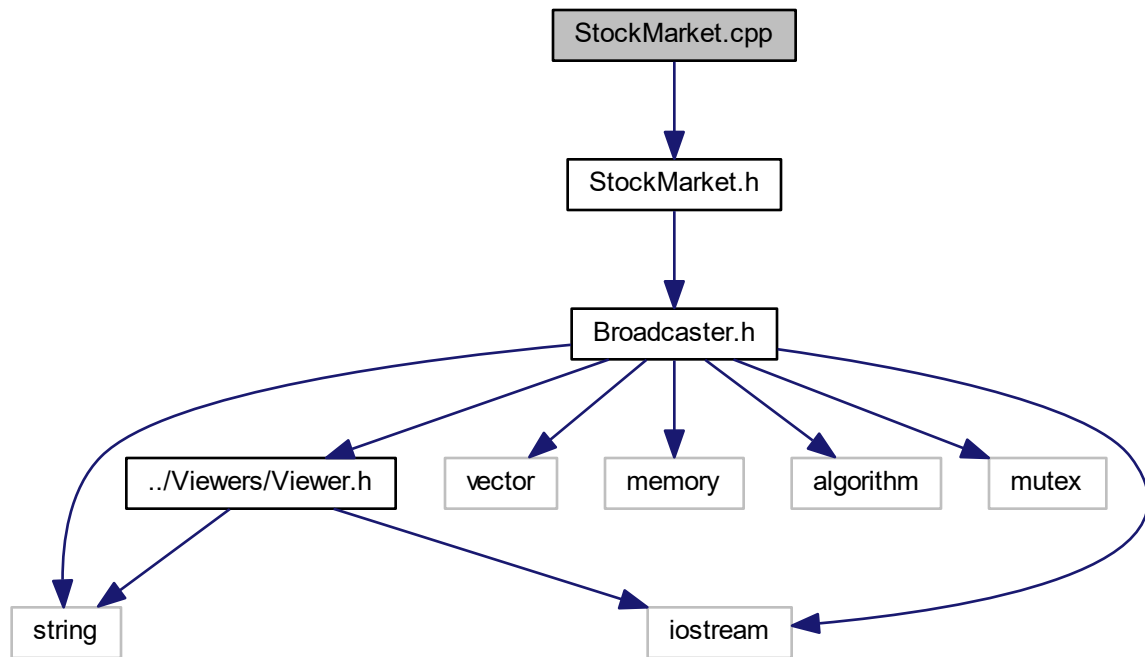 StockMarket.cpp
StockMarket.h
Broadcaster.h
../Viewers/Viewer.h
vector
memory
algorithm
mutex
string
iostream